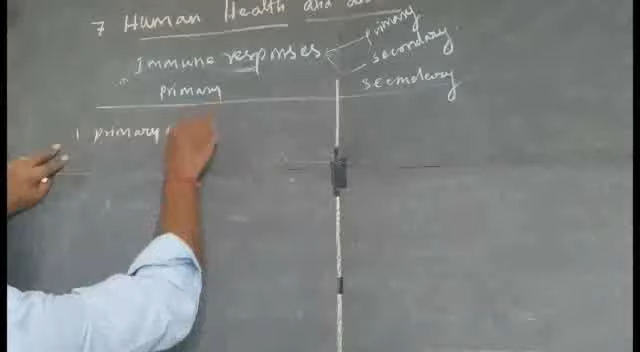 7 Human Health and
Immune responses
primary
secondary
primary
secondary
1 primary